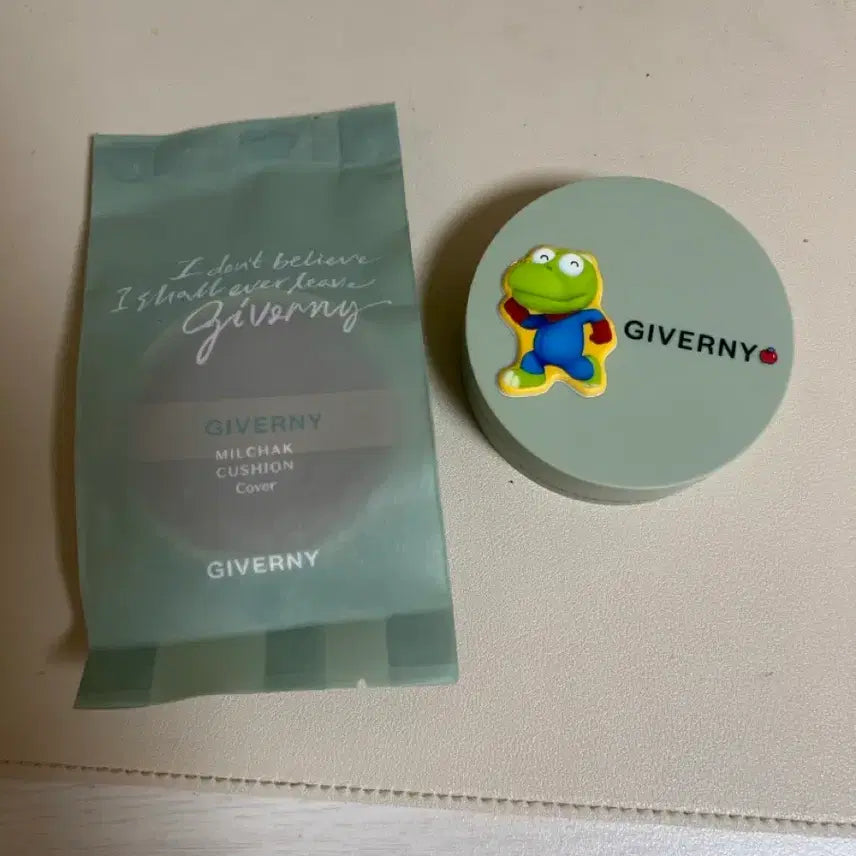 I don't believe
I shall ever leave
Giverny
GIVERNY
MILCHAK
CUSHION
Cover
GIVERNY
GIVERNY